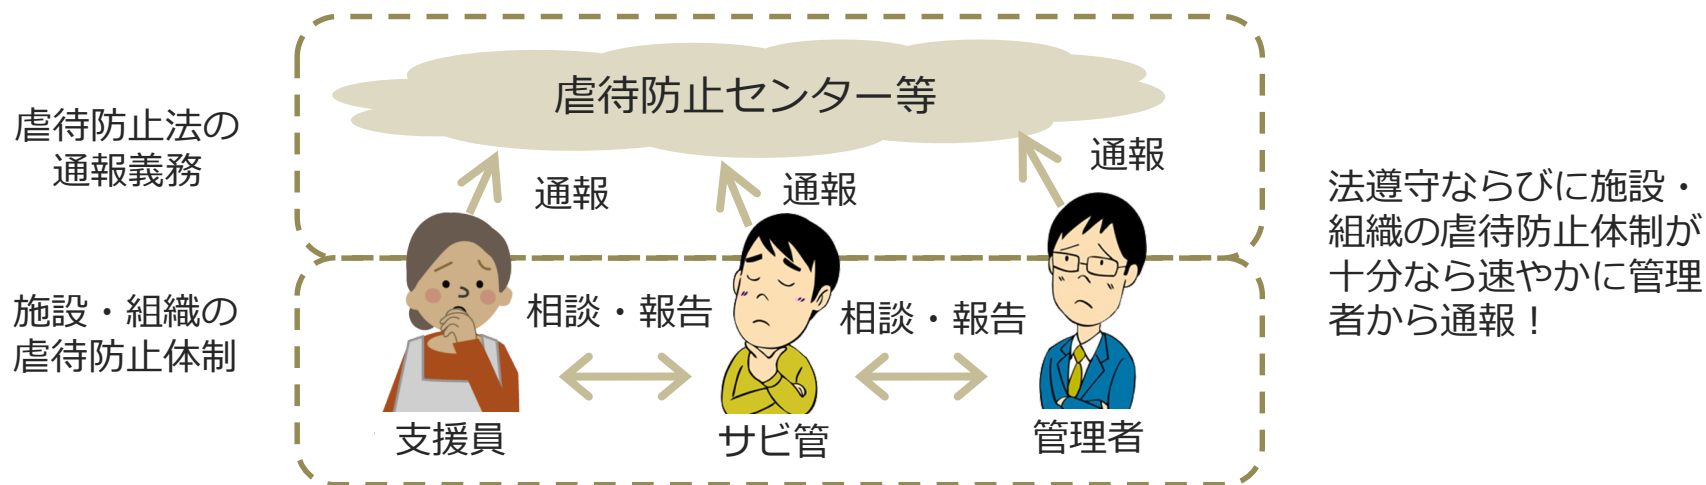 虐待防止センター等
虐待防止法の
通報義務
通報
通報
通報
法遵守ならびに施設・
組織の虐待防止体制が
十分なら速やかに管理
者から通報！
施設・組織の
虐待防止体制
相談・報告
相談・報告
支援員
サビ管
管理者